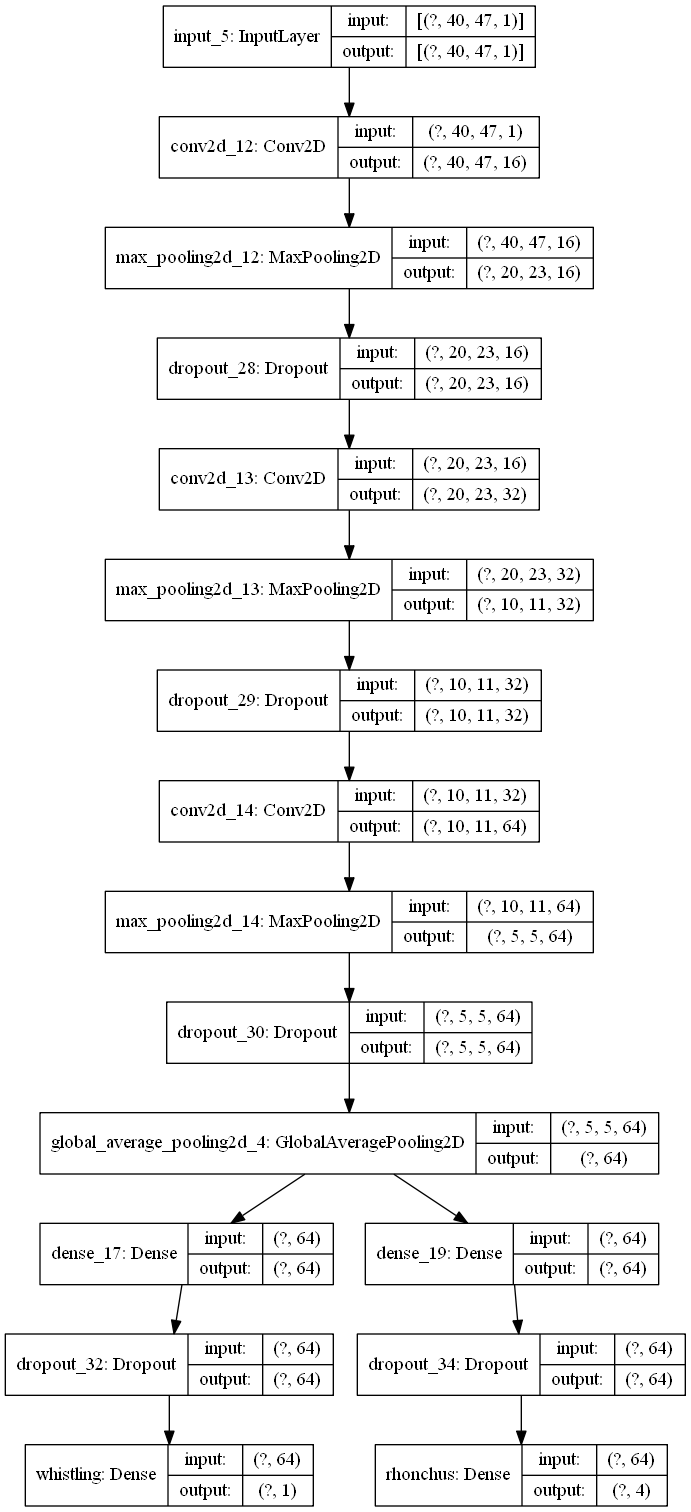 input_5: InputLayer
input: [(?, 40, 47, 1)]
output: [(?, 40, 47, 1)]
conv2d_12: Conv2D
input: (?, 40, 47, 1)
output: (?, 40, 47, 16)
max_pooling2d_12: MaxPooling2D
input: (?, 40, 47, 16)
output: (?, 20, 23, 16)
dropout_28: Dropout
input: (?, 20, 23, 16)
output: (?, 20, 23, 16)
conv2d_13: Conv2D
input: (?, 20, 23, 16)
output: (?, 20, 23, 32)
max_pooling2d_13: MaxPooling2D
input: (?, 20, 23, 32)
output: (?, 10, 11, 32)
dropout_29: Dropout
input: (?, 10, 11, 32)
output: (?, 10, 11, 32)
conv2d_14: Conv2D
input: (?, 10, 11, 32)
output: (?, 10, 11, 64)
max_pooling2d_14: MaxPooling2D
input: (?, 10, 11, 64)
output: (?, 5, 5, 64)
dropout_30: Dropout
input: (?, 5, 5, 64)
output: (?, 5, 5, 64)
global_average_pooling2d_4: GlobalAveragePooling2D
input: (?, 5, 5, 64)
output: (?, 64)
dense_17: Dense
input: (?, 64)
output: (?, 64)
dense_19: Dense
input: (?, 64)
output: (?, 64)
dropout_32: Dropout
input: (?, 64)
output: (?, 64)
dropout_34: Dropout
input: (?, 64)
output: (?, 64)
whistling: Dense
input: (?, 64)
output: (?, 1)
rhonchus: Dense
input: (?, 64)
output: (?, 4)